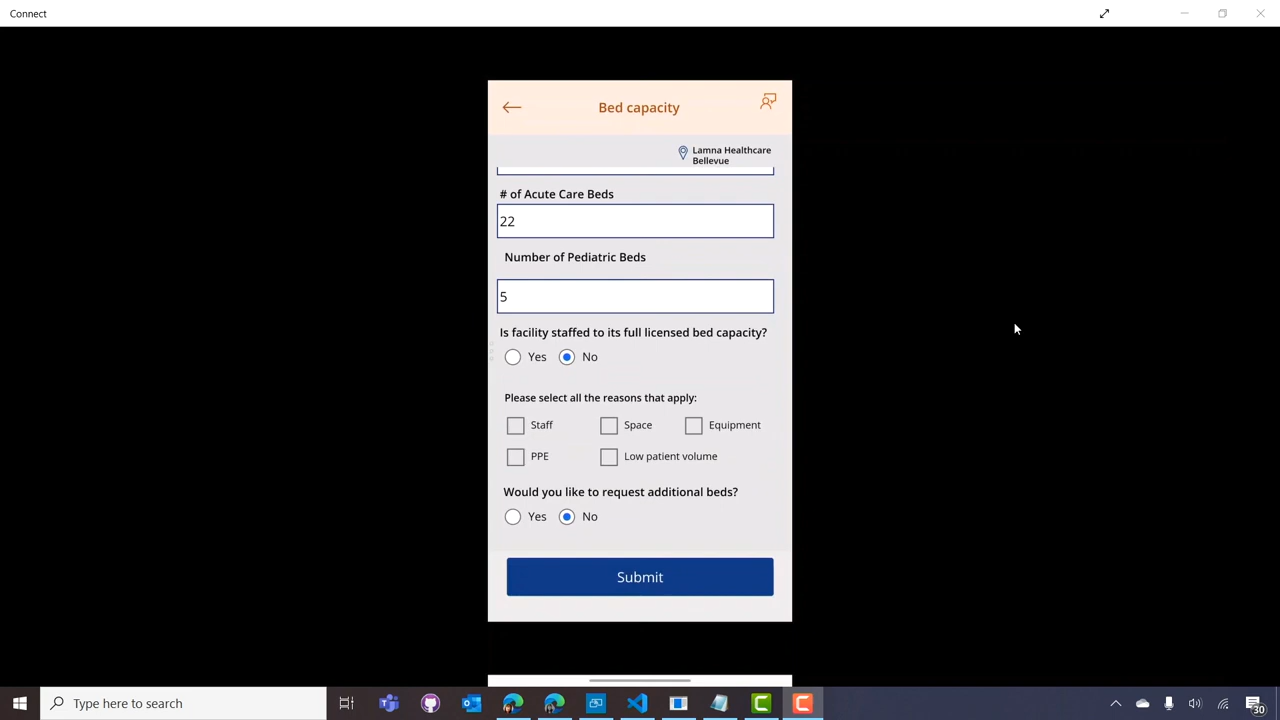 Connect
Bed capacity
Lamna Healthcare
Bellevue
# of Acute Care Beds
22
Number of Pediatric Beds
5
Is facility staffed to its full licensed bed capacity?
Yes No
Please select all the reasons that apply:
Staff Space Equipment
PPE Low patient volume
Would you like to request additional beds?
Yes No
Submit
Type here to search
30